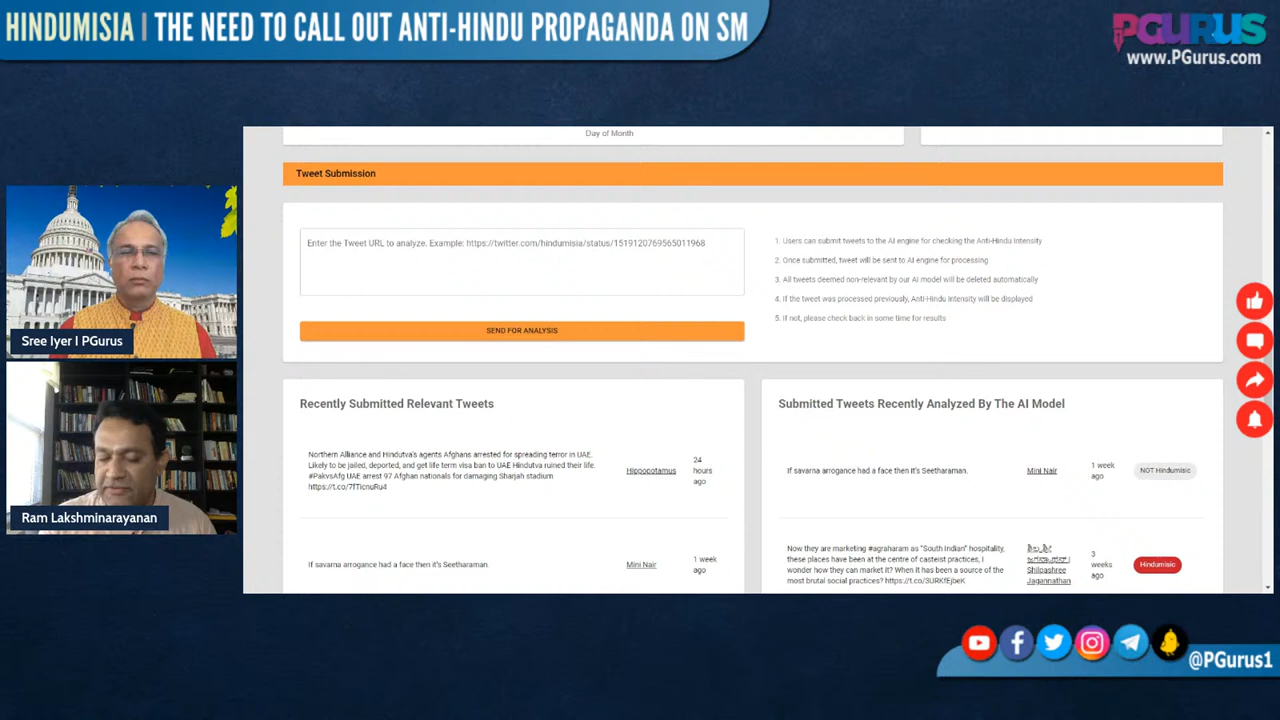 HINDUMISIA | THE NEED TO CALL OUT ANTI-HINDU PROPAGANDA ON SM
PGURUS
www.PGurus.com
Day of Month
Tweet Submission
Enter the Tweet URL to analyze. Example: https://twitter.com/hindumisia/status/1519120769565011968
SEND FOR ANALYSIS
1. Users can submit tweets to the AI engine for checking the Anti-Hindu Intensity
2. Once submitted, tweet will be sent to AI engine for processing
3. All tweets deemed non-relevant by our AI model will be deleted automatically
4. If the tweet was processed previously, Anti-Hindu Intensity will be displayed
5. If not, please check back in some time for results
Sree Iyer I PGurus
Ram Lakshminarayanan
Recently Submitted Relevant Tweets
Northern Alliance and Hindutva's agents Afghans arrested for spreading terror in UAE.
Likely to be jailed, deported, and get life term visa ban to UAE Hindutva ruined their life.
#PakvsAfg UAE arrest 97 Afghan nationals for damaging Sharjah stadium
https://t.co/7fTicnuRu4
Hippopotamus
24
hours
ago
If savarna arrogance had a face then it's Seetharaman.
Mini Nair
1 week
ago
Submitted Tweets Recently Analyzed By The AI Model
If savarna arrogance had a face then it's Seetharaman.
Mini Nair
1 week
ago
NOT Hindumisic
Now they are marketing #agraharam as "South Indian" hospitality,
these places have been at the centre of casteist practices, I
wonder how they can market it? When it has been a source of the
most brutal social practices? https://t.co/3URKfEjbeK
Shilpashree
Jagannathan
3
weeks
ago
Hindumisic
@PGurus1